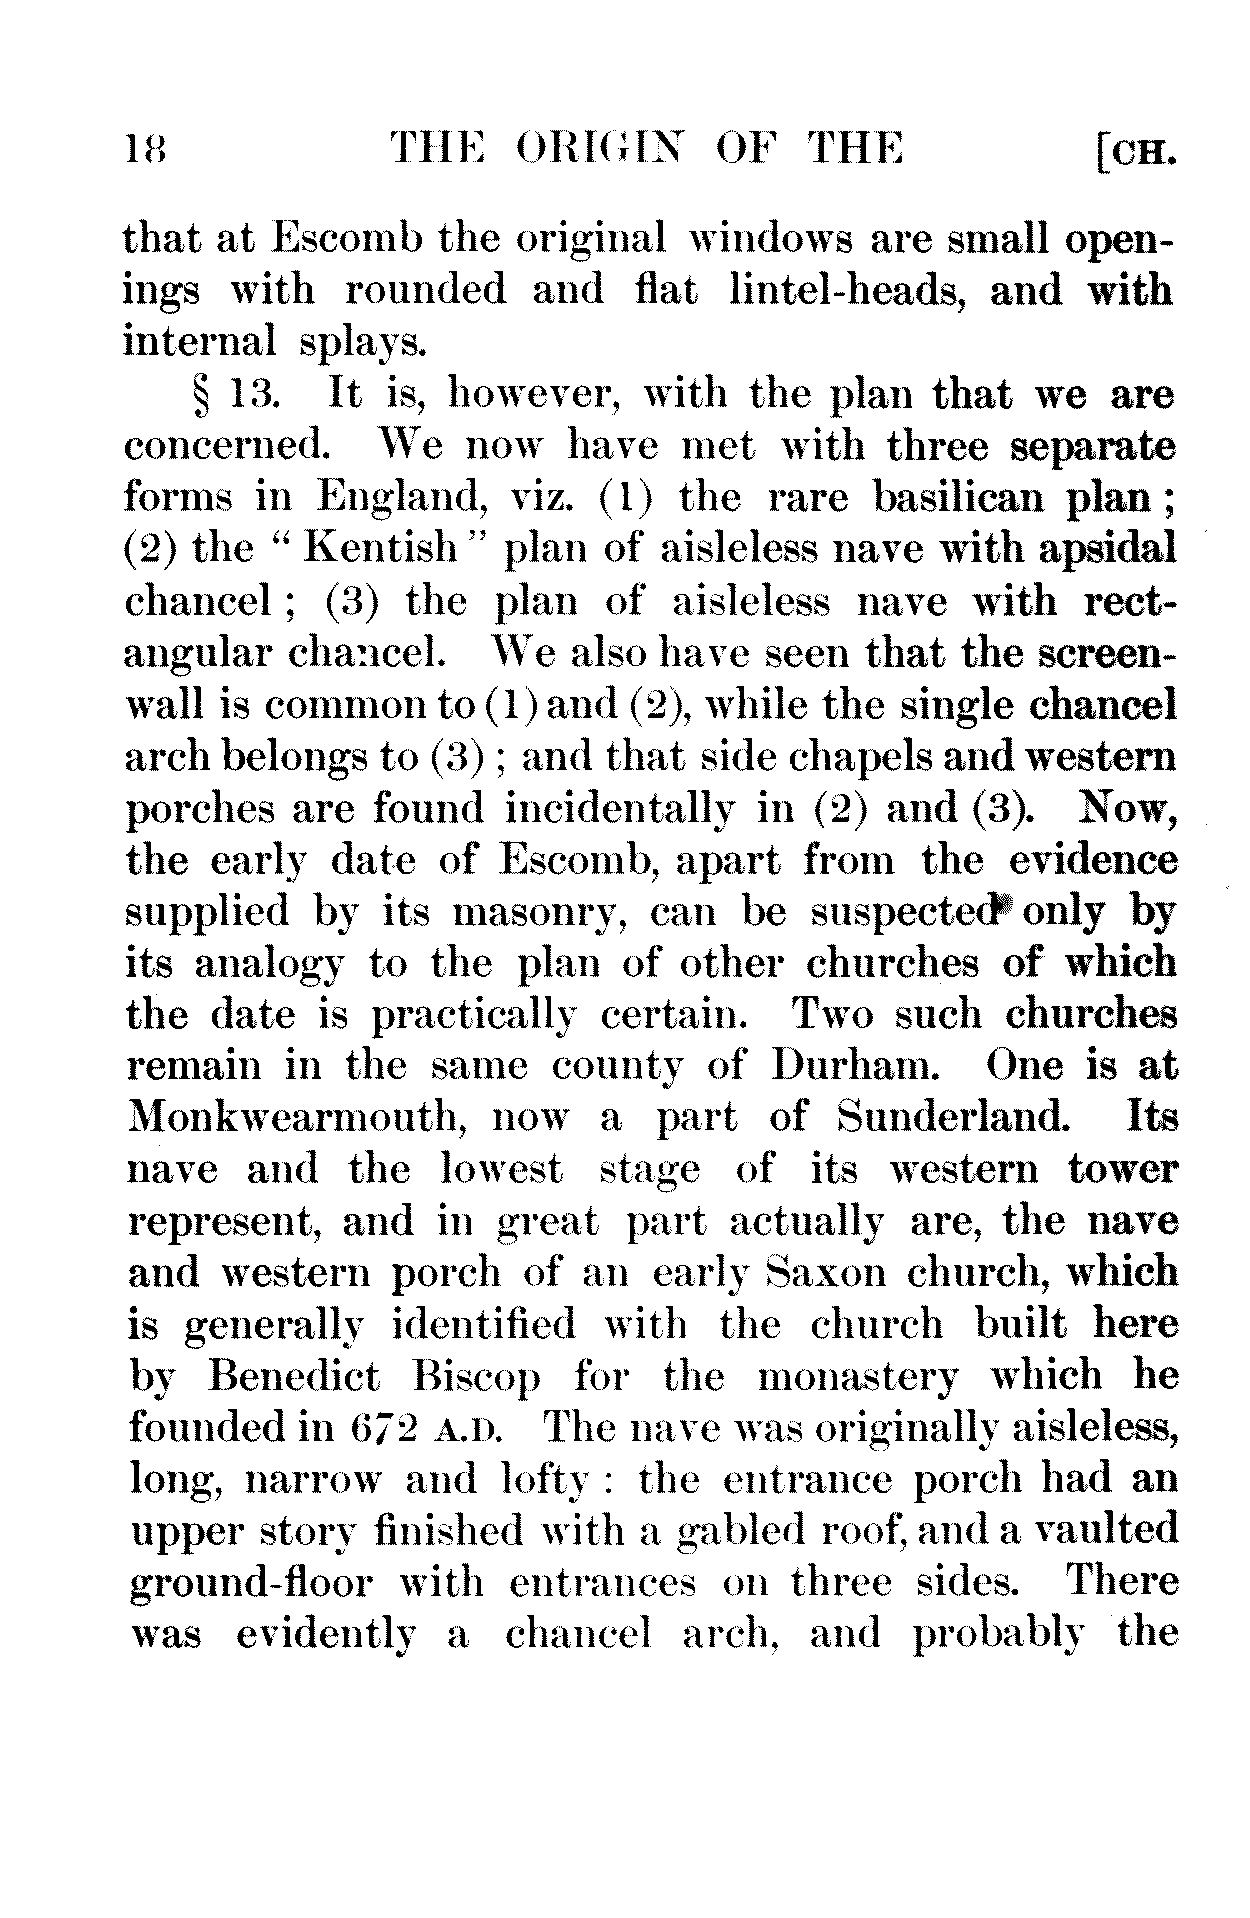 18 THE ORIGIN OF THE [CH.
that at Escomb the original windows are small open-
ings with rounded and flat lintel-heads, and with
internal splays.
§ 13. It is, however, with the plan that we are
concerned. We now have met with three separate
forms in England, viz. (1) the rare basilican plan ;
(2) the “ Kentish ” plan of aisleless nave with apsidal
chancel ; (3) the plan of aisleless nave with rect-
angular chancel. We also have seen that the screen-
wall is common to (1) and (2), while the single chancel
arch belongs to (3) ; and that side chapels and western
porches are found incidentally in (2) and (3). Now,
the early date of Escomb, apart from the evidence
supplied by its masonry, can be suspected only by
its analogy to the plan of other churches of which
the date is practically certain. Two such churches
remain in the same county of Durham. One is at
Monkwearmouth, now a part of Sunderland. Its
nave and the lowest stage of its western tower
represent, and in great part actually are, the nave
and western porch of an early Saxon church, which
is generally identified with the church built here
by Benedict Biscop for the monastery which he
founded in 672 A.D. The nave was originally aisleless,
long, narrow and lofty : the entrance porch had an
upper story finished with a gabled roof, and a vaulted
ground-floor with entrances on three sides. There
was evidently a chancel arch, and probably the